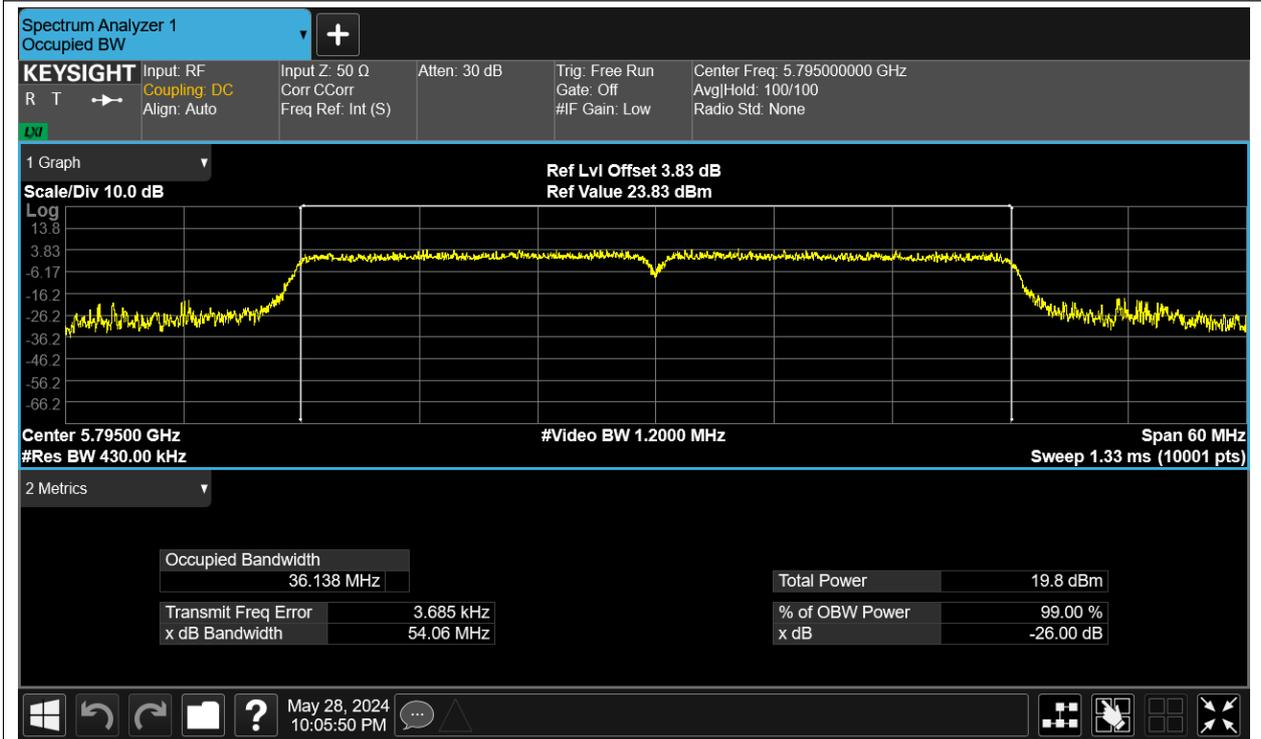 Spectrum Analyzer 1
Occupied BW
▼
+
KEYSIGHT
R T
LXI
Input: RF
Coupling: DC
Align: Auto
Input Z: 50 Ω
Corr CCorr
Freq Ref: Int (S)
Atten: 30 dB
Trig: Free Run
Gate: Off
#IF Gain: Low
Center Freq: 5.795000000 GHz
Avg|Hold: 100/100
Radio Std: None
1 Graph ▼
Ref Lvl Offset 3.83 dB
Scale/Div 10.0 dB Ref Value 23.83 dBm
Log
13.8
3.83
-6.17
-16.2
-26.2
-36.2
-46.2
-56.2
-66.2
Center 5.79500 GHz #Video BW 1.2000 MHz Span 60 MHz
#Res BW 430.00 kHz Sweep 1.33 ms (10001 pts)
2 Metrics ▼
Occupied Bandwidth
36.138 MHz
Total Power 19.8 dBm
Transmit Freq Error 3.685 kHz
% of OBW Power 99.00 %
x dB Bandwidth 54.06 MHz
x dB -26.00 dB
?
May 28, 2024
10:05:50 PM